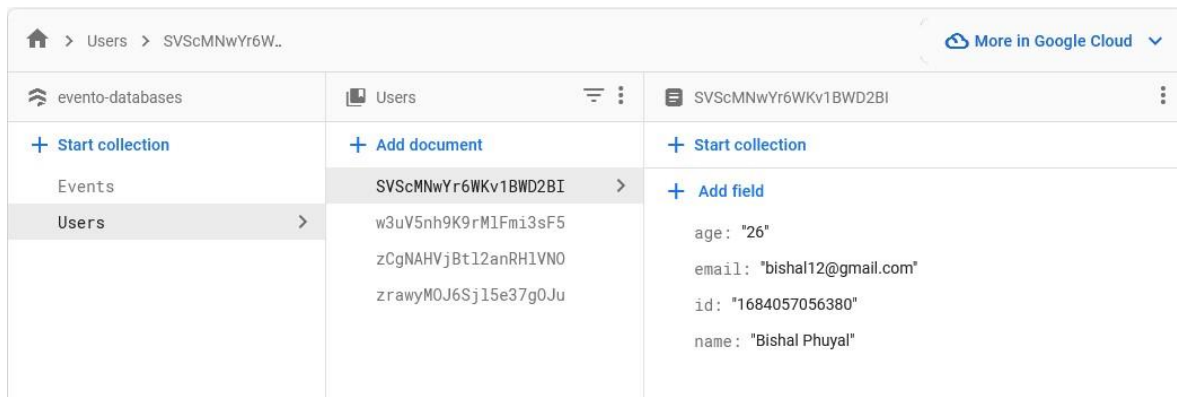 Users > SVScMNwYr6W…
More in Google Cloud
evento-databases
Start collection
Events
Users
Users
Add document
SVScMNwYr6WKv1BWD2BI
w3uV5nh9K9rMlFmi3sF5
zCgNAHVjBtl2anRHlVNO
zrawyMOJ6Sjl5e37gOJu
SVScMNwYr6WKv1BWD2BI
Start collection
Add field
age: "26"
email: "bishal12@gmail.com"
id: "1684057056380"
name: "Bishal Phuyal"